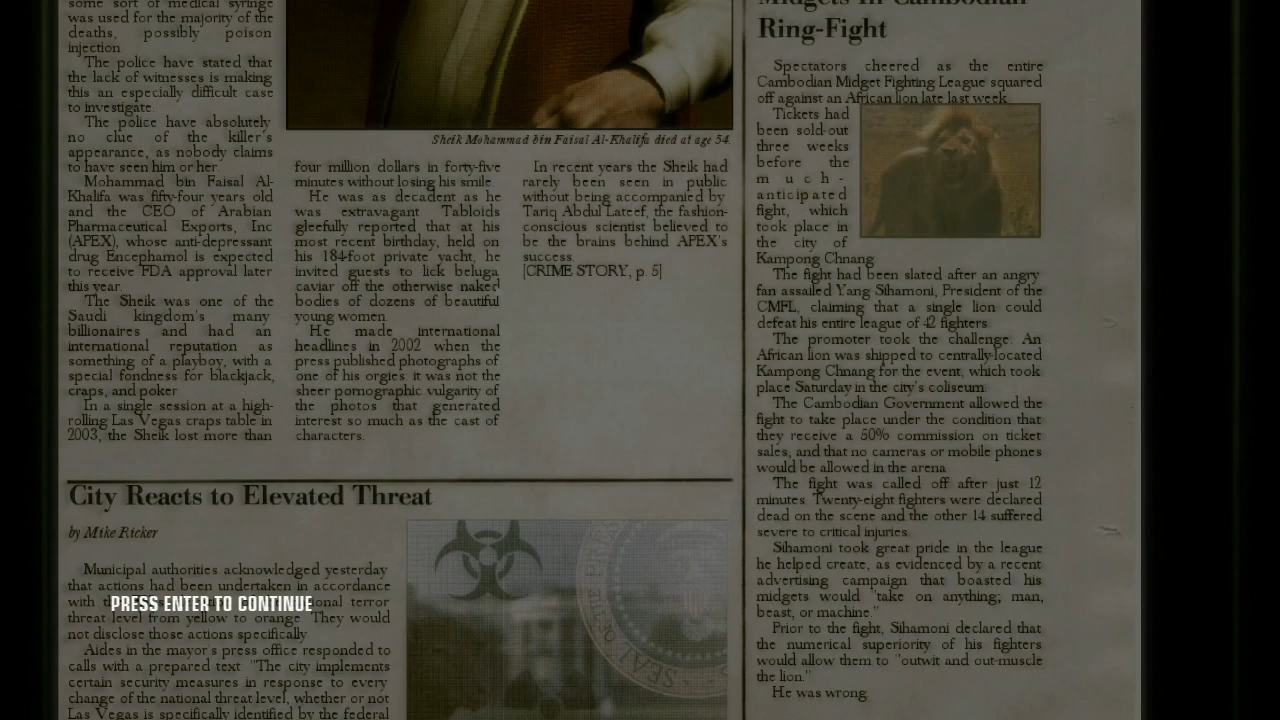 some sort of medical syringe
was used for the majority of the
deaths, possibly poison
injection.
The police have stated that
the lack of witnesses is making
this an especially difficult case
to investigate.
The police have absolutely
no clue of the killer's
appearance, as nobody claims
to have seen him or her.
Mohammad bin Faisal Al-
Khalifa was fifty-four years old
and the CEO of Arabian
Pharmaceutical Exports, Inc
(APEX), whose anti-depressant
drug Encephamol is expected
to receive FDA approval later
this year.
The Sheik was one of the
Saudi kingdom's many
billionaires and had an
international reputation as
something of a playboy, with a
special fondness for blackjack,
craps, and poker
In a single session at a high-
rolling Las Vegas craps table in
2003, the Sheik lost more than
Sheik Mohammad bin Faisal Al-Khalifa died at age 54.
four million dollars in forty-five
minutes without losing his smile.
He was as decadent as he
was extravagant Tabloids
gleefully reported that at his
most recent birthday, held on
his 184-foot private yacht, he
invited guests to lick beluga
caviar off the otherwise naked
bodies of dozens of beautiful
young women.
He made international
headlines in 2002 when the
press published photographs of
one of his orgies. it was not the
sheer pornographic vulgarity of
the photos that generated
interest so much as the cast of
characters.
In recent years the Sheik had
rarely been seen in public
without being accompanied by
Tariq Abdul Lateef, the fashion-
conscious scientist believed to
be the brains behind APEX's
success.
[CRIME STORY, p. 5]
City Reacts to Elevated Threat
by Mike Ricker
Municipal authorities acknowledged yesterday
that actions had been undertaken in accordance
with
PRESS ENTER TO CONTINUE
terror
threat level from yellow to orange. They would
not disclose those actions specifically
Aides in the mayor's press office responded to
calls with a prepared text "The city implements
certain security measures in response to every
change of the national threat level, whether or not
Las Vegas is specifically identified by the federal
Midgets In Cambodian
Ring-Fight
Spectators cheered as the entire
Cambodian Midget Fighting League squared
off against an African lion late last week.
Tickets had
been sold-out
three weeks
before the
much-
anticipated
fight, which
took place in
the city of
Kampong Chnang.
The fight had been slated after an angry
fan assailed Yang Sihamoni, President of the
CMFL, claiming that a single lion could
defeat his entire league of 42 fighters.
The promoter took the challenge. An
African lion was shipped to centrally-located
Kampong Chnang for the event, which took
place Saturday in the city's coliseum.
The Cambodian Government allowed the
fight to take place under the condition that
they receive a 50% commission on ticket
sales, and that no cameras or mobile phones
would be allowed in the arena.
The fight was called off after just 12
minutes. Twenty-eight fighters were declared
dead on the scene and the other 14 suffered
severe to critical injuries.
Sihamoni took great pride in the league
he helped create, as evidenced by a recent
advertising campaign that boasted his
midgets would "take on anything; man,
beast, or machine."
Prior to the fight, Sihamoni declared that
the numerical superiority of his fighters
would allow them to "outwit and out-muscle
the lion."
He was wrong.